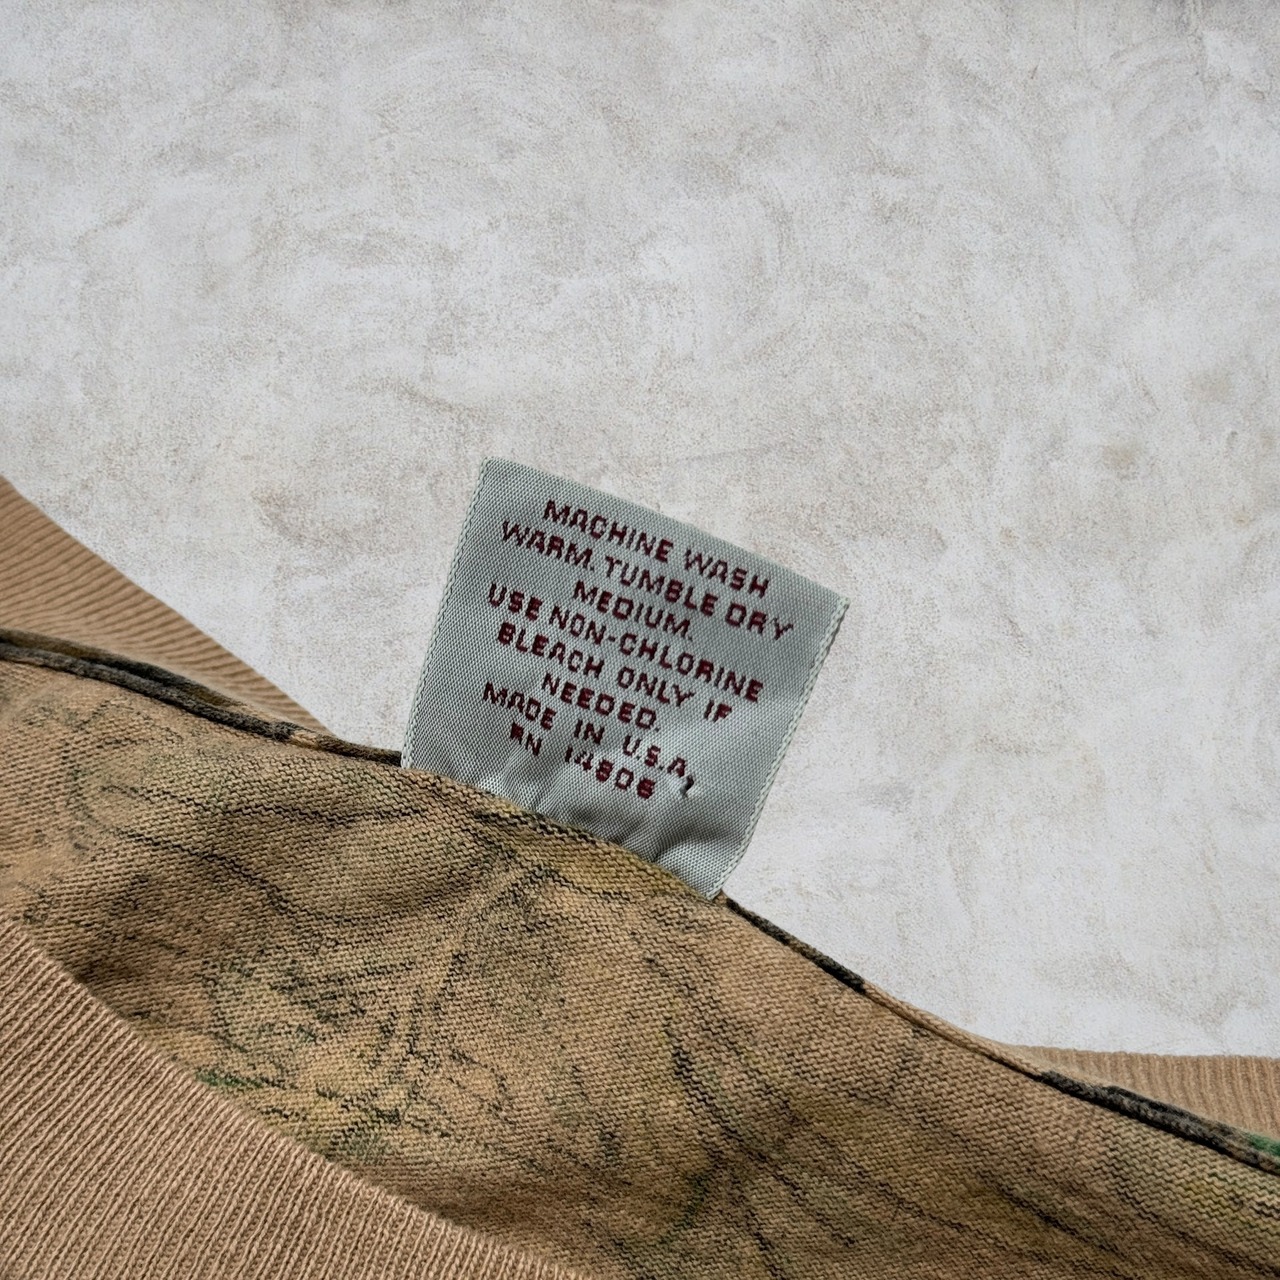 MACHINE WASH
WARM. TUMBLE DRY
MEDIUM.
USE NON-CHLORINE
BLEACH ONLY IF
NEEDED.
MADE IN U.S.A.
RN 14806